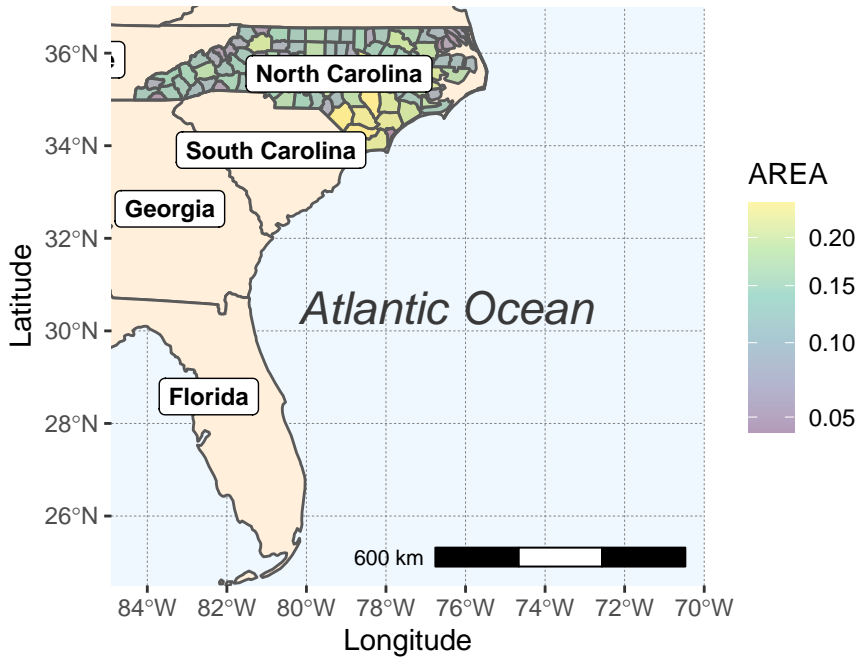 36°N
34°N
32°N
30°N
28°N
26°N
e
North Carolina
South Carolina
Georgia
Florida
Atlantic Ocean
600 km
84°W
82°W
80°W
78°W
76°W
74°W
72°W
70°W
Longitude
Latitude
AREA
0.20
0.15
0.10
0.05